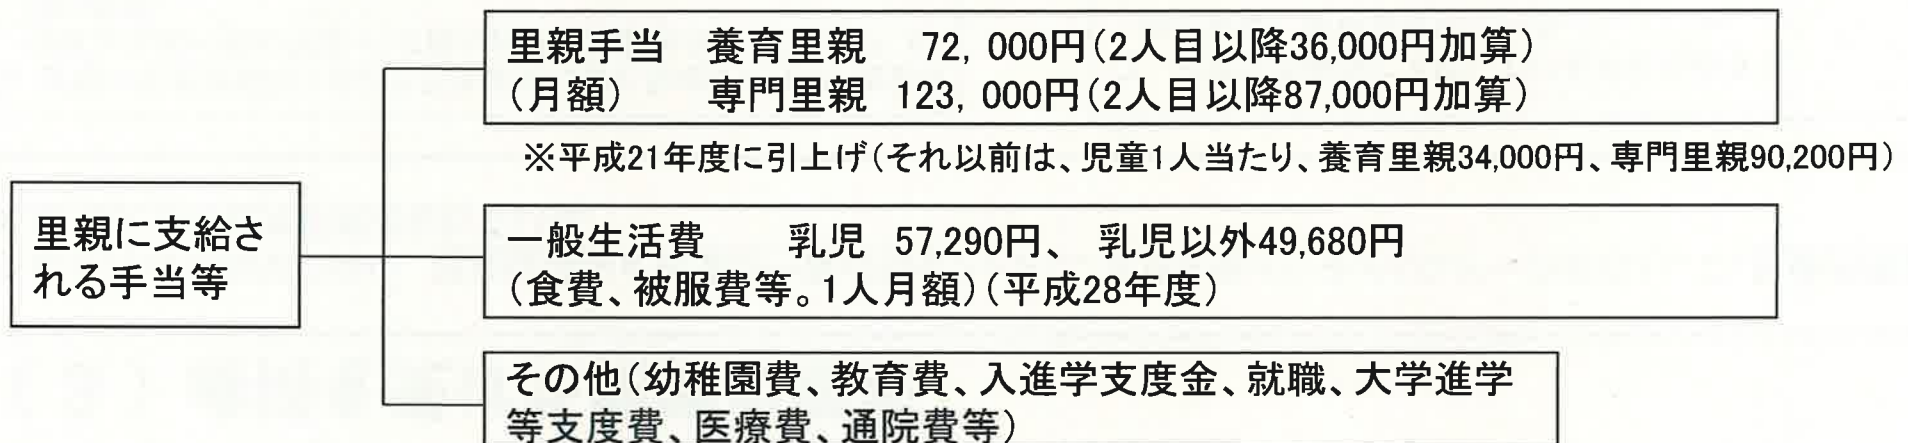 里親手当 養育里親 72, 000円(2人目以降36,000円加算)
(月額) 専門里親 123, 000円(2人目以降87,000円加算)
※平成21年度に引上げ(それ以前は、児童1人当たり、養育里親34,000円、専門里親90,200円)
里親に支給さ
れる手当等
一般生活費 乳児 57,290円、 乳児以外49,680円
(食費、被服費等。1人月額)(平成28年度)
その他(幼稚園費、教育費、入進学支度金、就職、大学進学
等支度費、医療費、通院費等)